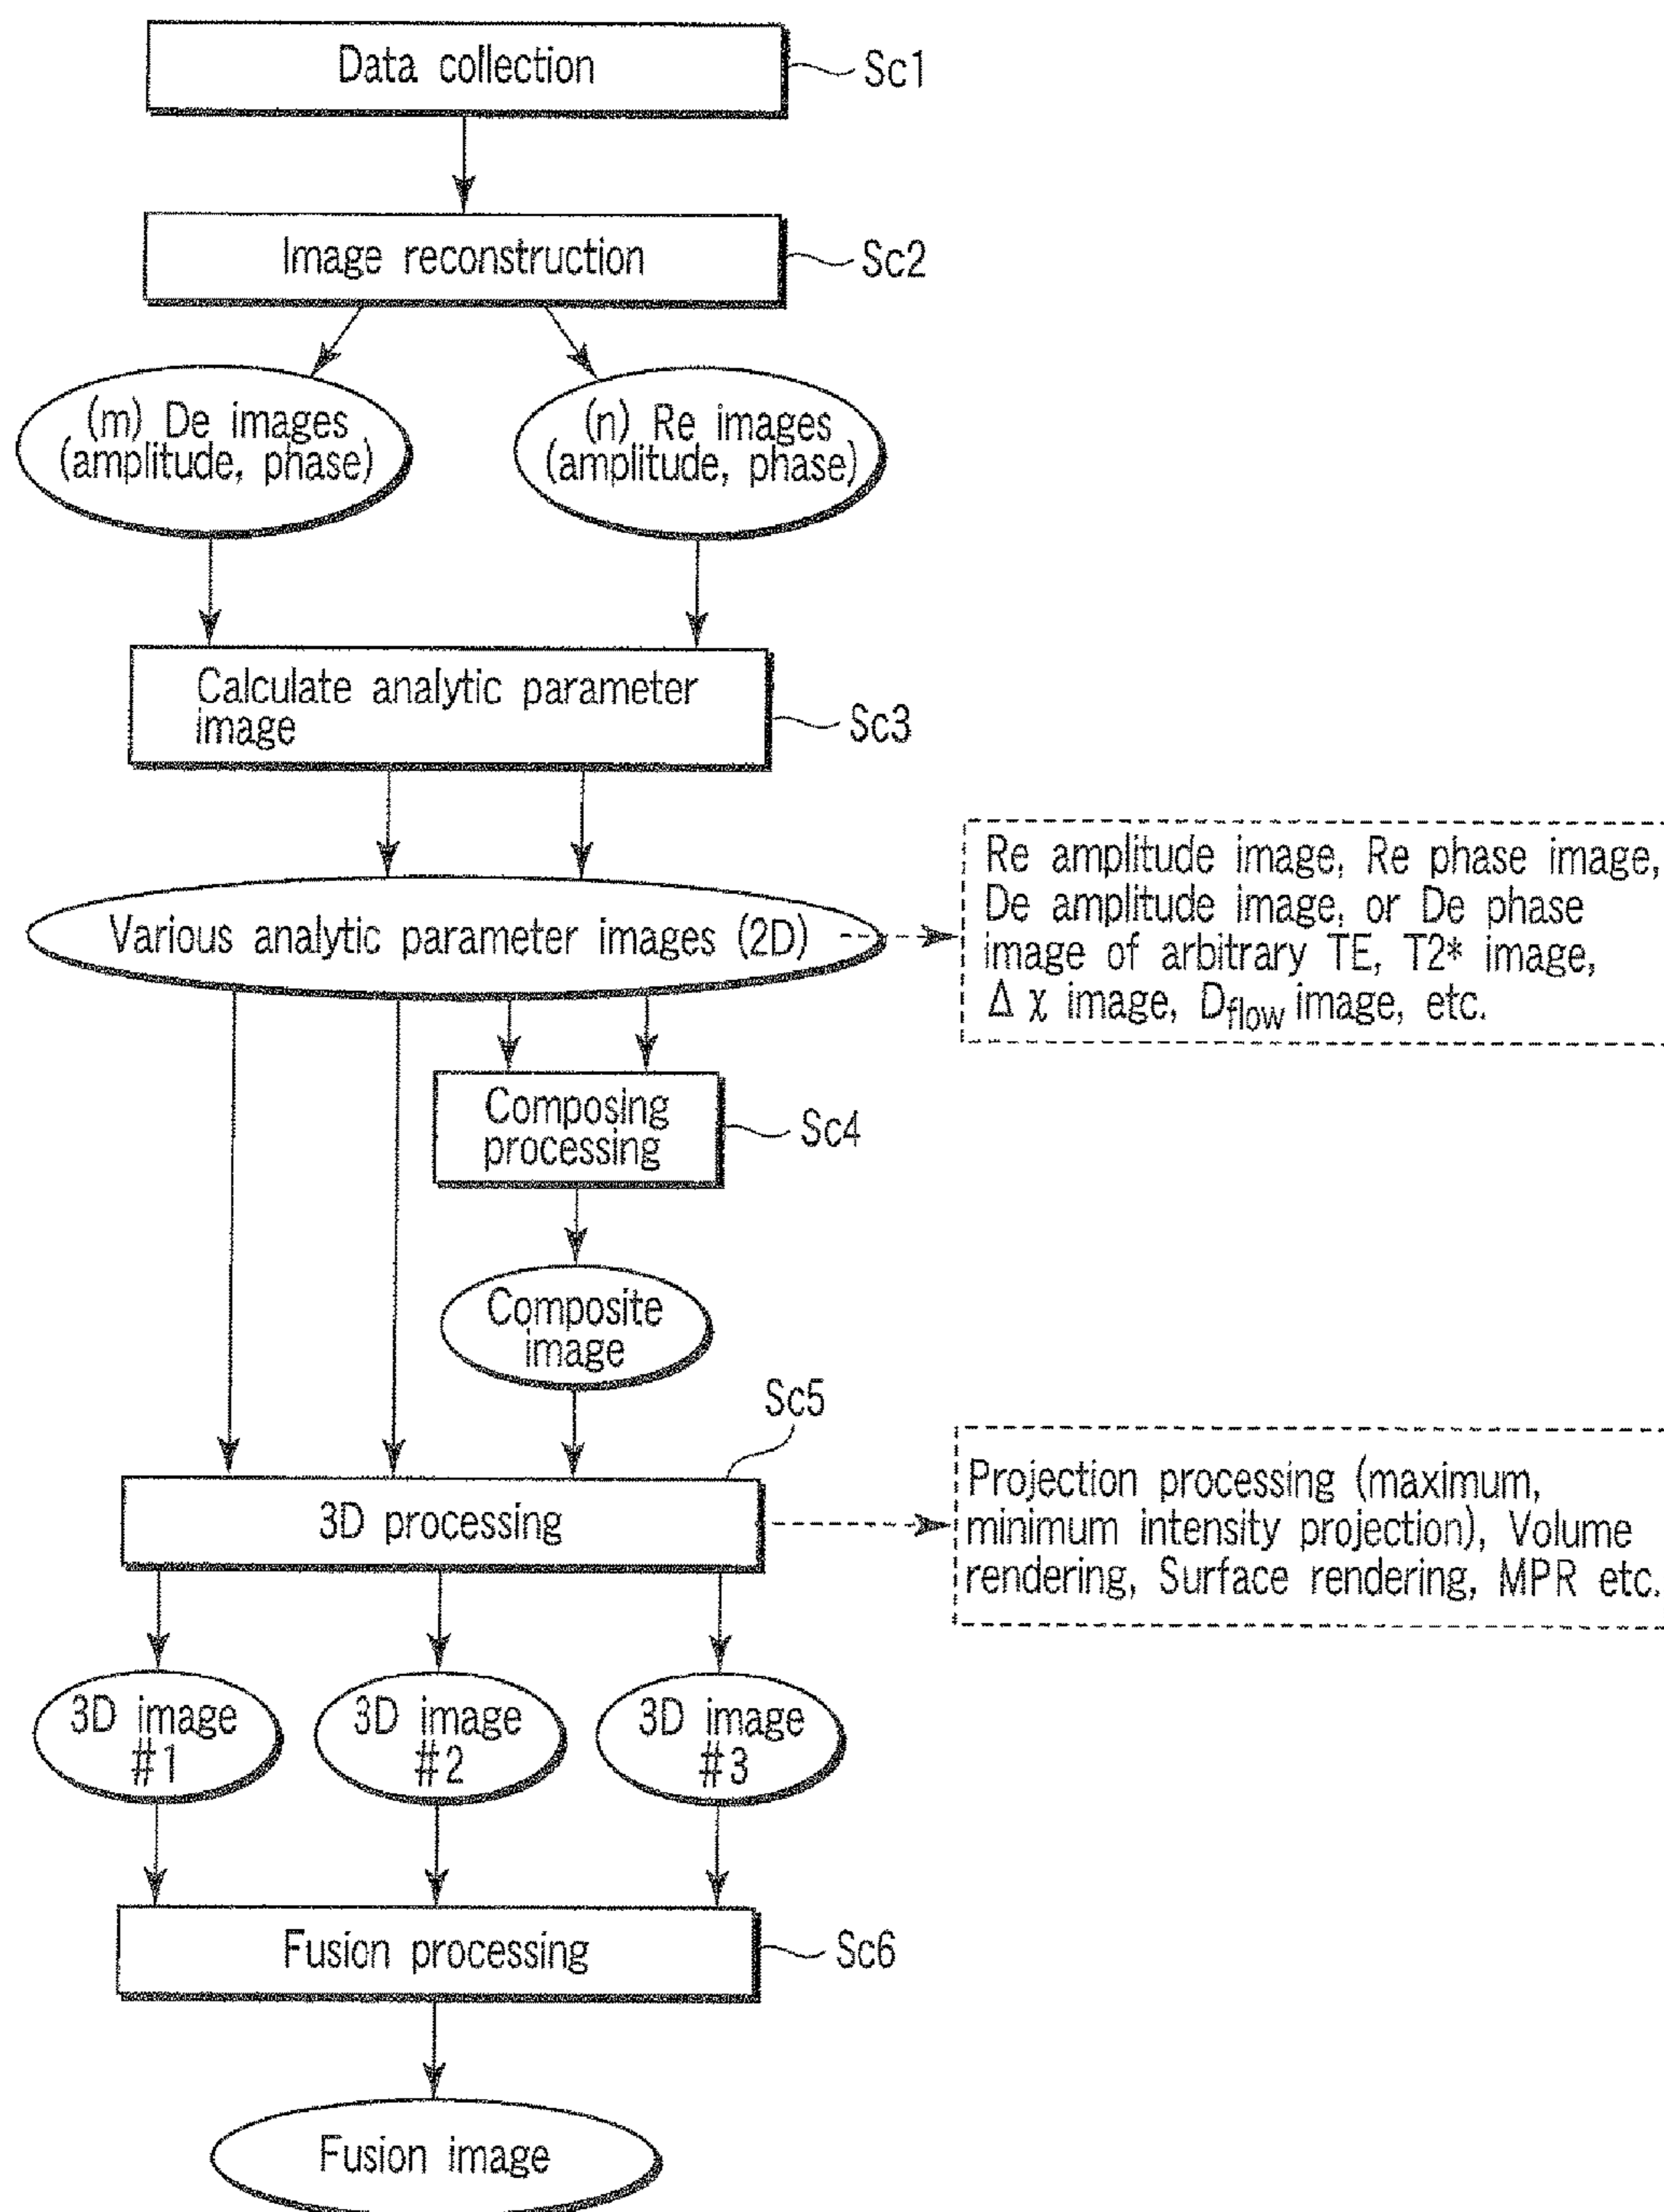 Data collection
Sc1
Image reconstruction
Sc2
(m) De images
(amplitude, phase)
(n) Re images
(amplitude, phase)
Calculate analytic parameter
image
Sc3
Various analytic parameter images (2D)
Re amplitude image, Re phase image,
De amplitude image, or De phase
image of arbitrary TE, T2* image,
Δχ image, Dflow image, etc.
Composing
processing
Sc4
Composite
image
Sc5
3D processing
Projection processing (maximum,
minimum intensity projection), Volume
rendering, Surface rendering, MPR etc.
3D image
#1
3D image
#2
3D image
#3
Fusion processing
Sc6
Fusion image